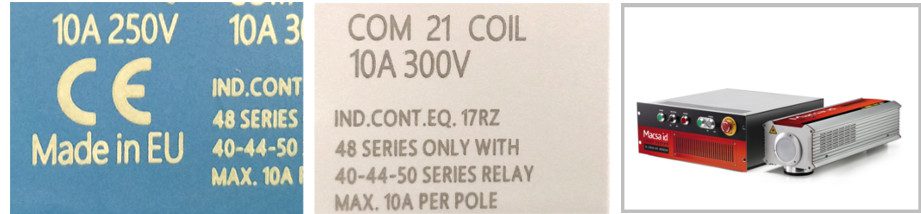 10A 250V
10A 30
CE
Made in EU
IND.CONT
48 SERIES
40-44-50
MAX. 10A
COM 21 COIL
10A 300V
IND.CONT.EQ. 17RZ
48 SERIES ONLY WITH
40-44-50 SERIES RELAY
MAX. 10A PER POLE
Macsa id